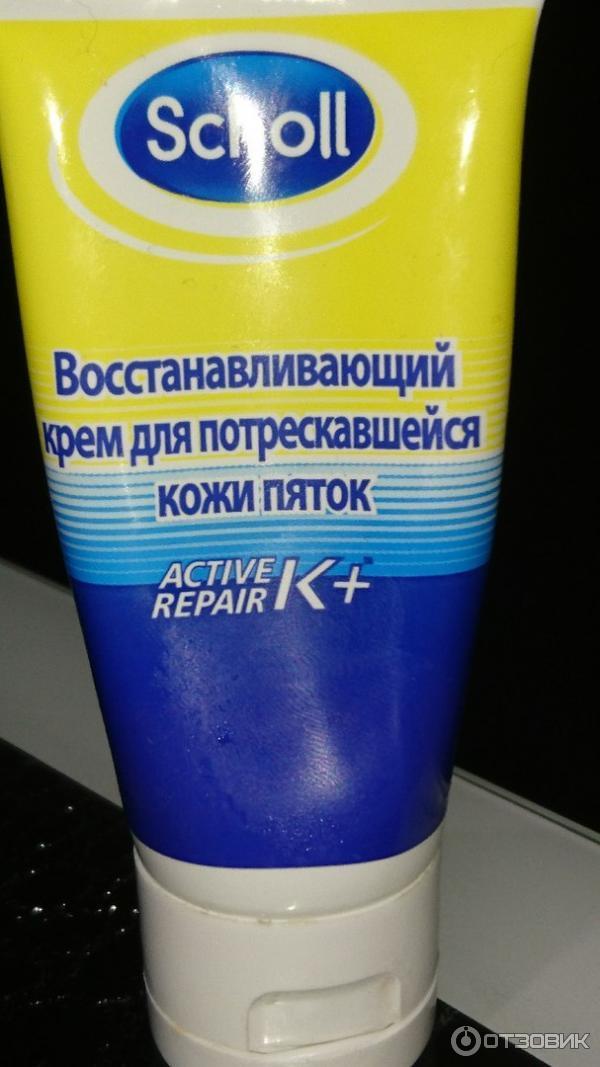 Scholl
Восстанавливающий
крем для потрескавшейся
кожи пяток
ACTIVE
REPAIR K+
ОТЗОВИК